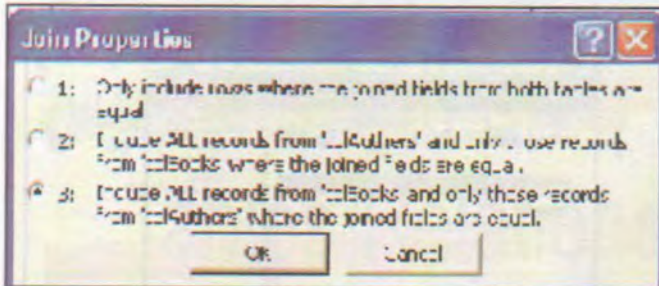 Join Properties
1: Only include rows where the joined fields from both tables are
equal.
2: Include ALL records from 'tblAuthors' and only those records
from 'tblBooks' where the joined fields are equal.
3: Include ALL records from 'tblBooks' and only those records
from 'tblAuthors' where the joined fields are equal.
OK Cancel